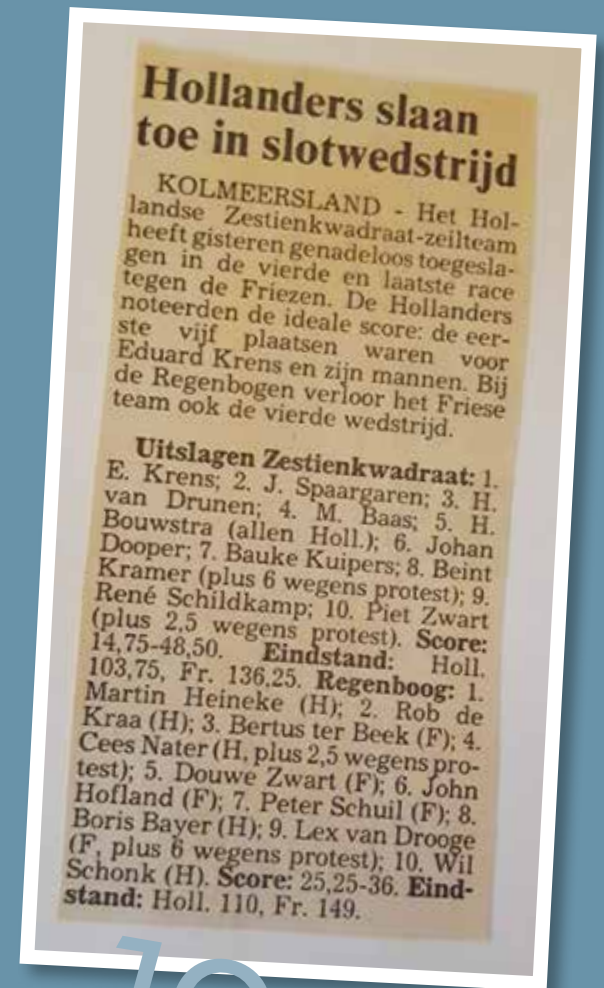 Hollanders slaan
toe in slotwedstrijd
KOLMEERSLAND - Het Hol-
landse Zestienkwadraat-zeilteam
heeft gisteren genadeloos toegesla-
gen in de vierde en laatste race
tegen de Friezen. De Hollanders
noteerden de ideale score: de eer-
ste vijf plaatsen waren voor
Eduard Krens en zijn mannen. Bij
de Regenbogen verloor het Friese
team ook de vierde wedstrijd.
Uitslagen Zestienkwadraat: 1.
E. Krens; 2. J. Spaargaren; 3. H.
van Drunen; 4. M. Baas; 5. H.
Bouwstra (allen Holl.); 6. Johan
Dooper; 7. Bauke Kuipers; 8. Beint
Kramer (plus 6 wegens protest); 9.
René Schildkamp; 10. Piet Zwart
(plus 2,5 wegens protest). Score:
14,75-48,50. Eindstand: Holl.
103,75, Fr. 136,25. Regenboog: 1.
Martin Heineke (H); 2. Rob de
Kraa (H); 3. Bertus ter Beek (F); 4.
Cees Nater (H, plus 2,5 wegens pro-
test); 5. Douwe Zwart (F); 6. John
Hofland (F); 7. Peter Schuil (F); 8.
Boris Bayer (H); 9. Lex van Drooge
(F, plus 6 wegens protest); 10. Wil
Schonk (H). Score: 25,25-36. Eind-
stand: Holl. 110, Fr. 149.